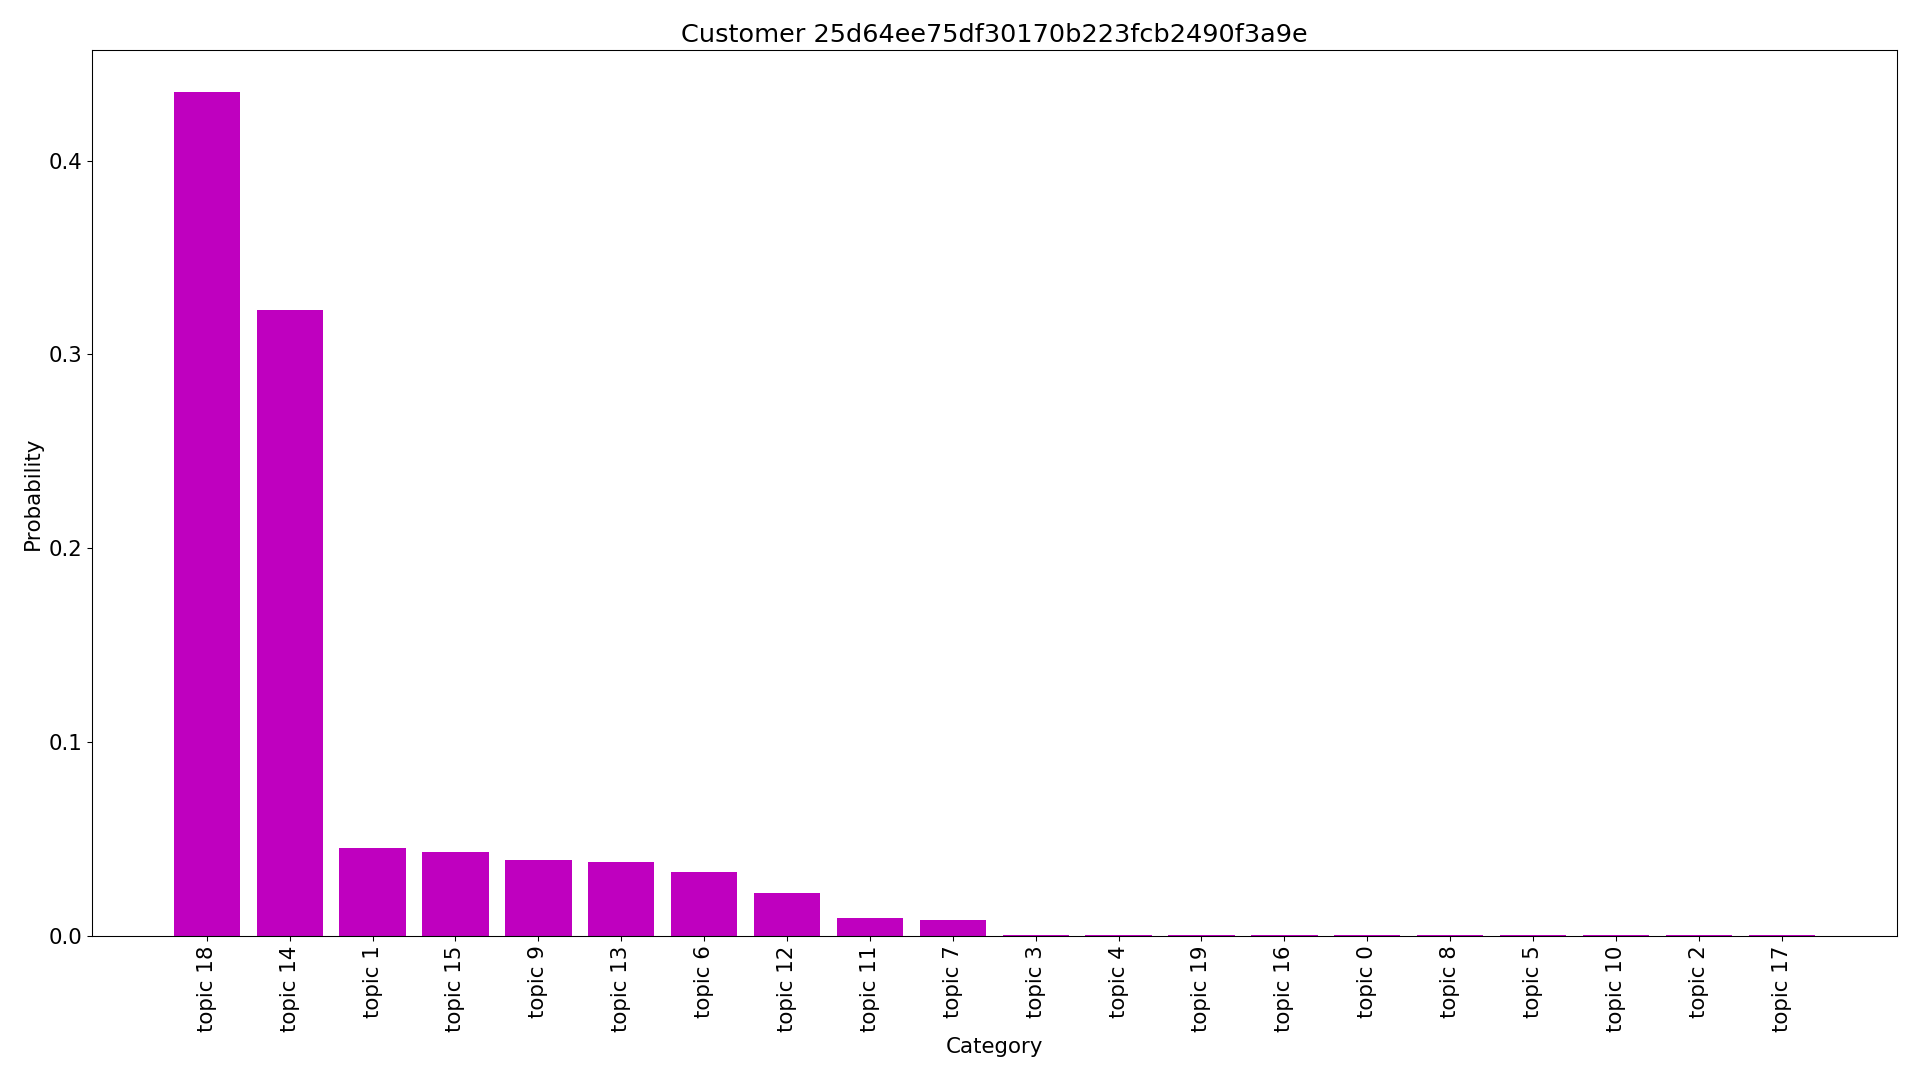 Customer 25d64ee75df30170b223fcb2490f3a9e
Probability
0.4
0.3
0.2
0.1
0.0
topic 18
topic 14
topic 1
topic 15
topic 9
topic 13
topic 6
topic 12
topic 11
topic 7
topic 3
topic 4
topic 19
topic 16
topic 0
topic 8
topic 5
topic 10
topic 2
topic 17
Category